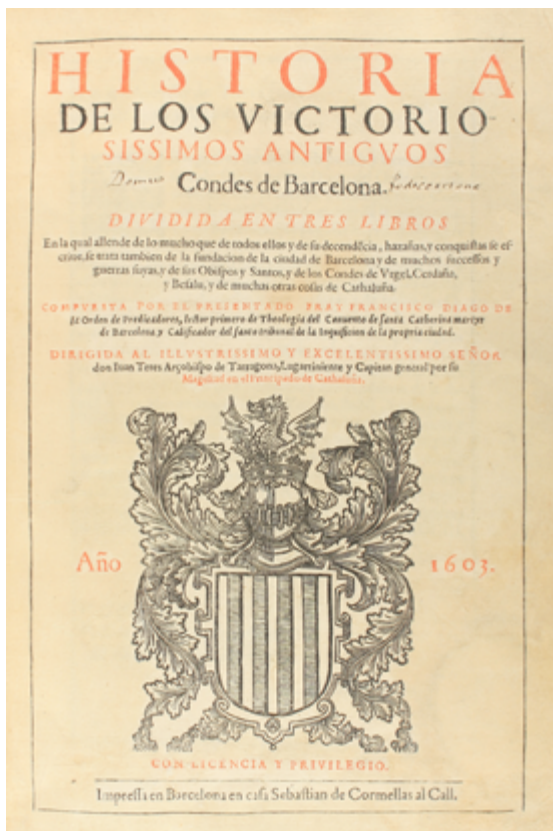 HISTORIA
DE LOS VICTORIO-
SISSIMOS ANTIGVOS
Condes de Barcelona.
DIVIDIDA EN TRES LIBROS
En la qual allende de lo mucho que de todos ellos y de su decendẽcia, hazañas, y conquistas se es-
criue, se trata tambien de la fundacion de la ciudad de Barcelona y de muchos successos y
guerras suyas, y de sus Obispos y Santos, y de los Condes de Vrgel, Cerdaña,
y Besalu, y de muchas otras cosas de Cathaluña.
COMPVESTA POR EL PRESENTADO FRAY FRANCISCO DIAGO DE
la Orden de Predicadores, lector primero de Theologia del Conuento de santa Catherina martyr
de Barcelona y Calificador del santo tribunal de la Inquisicion de la propria ciudad.
DIRIGIDA AL ILLVSTRISSIMO Y EXCELENTISSIMO SEÑOR
don Iuan Teres Arçobispo de Tarragona, Lugartiniente y Capitan general por su
Magestad en el Principado de Cathaluña.
Año 1603.
CON LICENCIA Y PRIVILEGIO.
Impressa en Barcelona en casa Sebastian de Cormellas al Call.